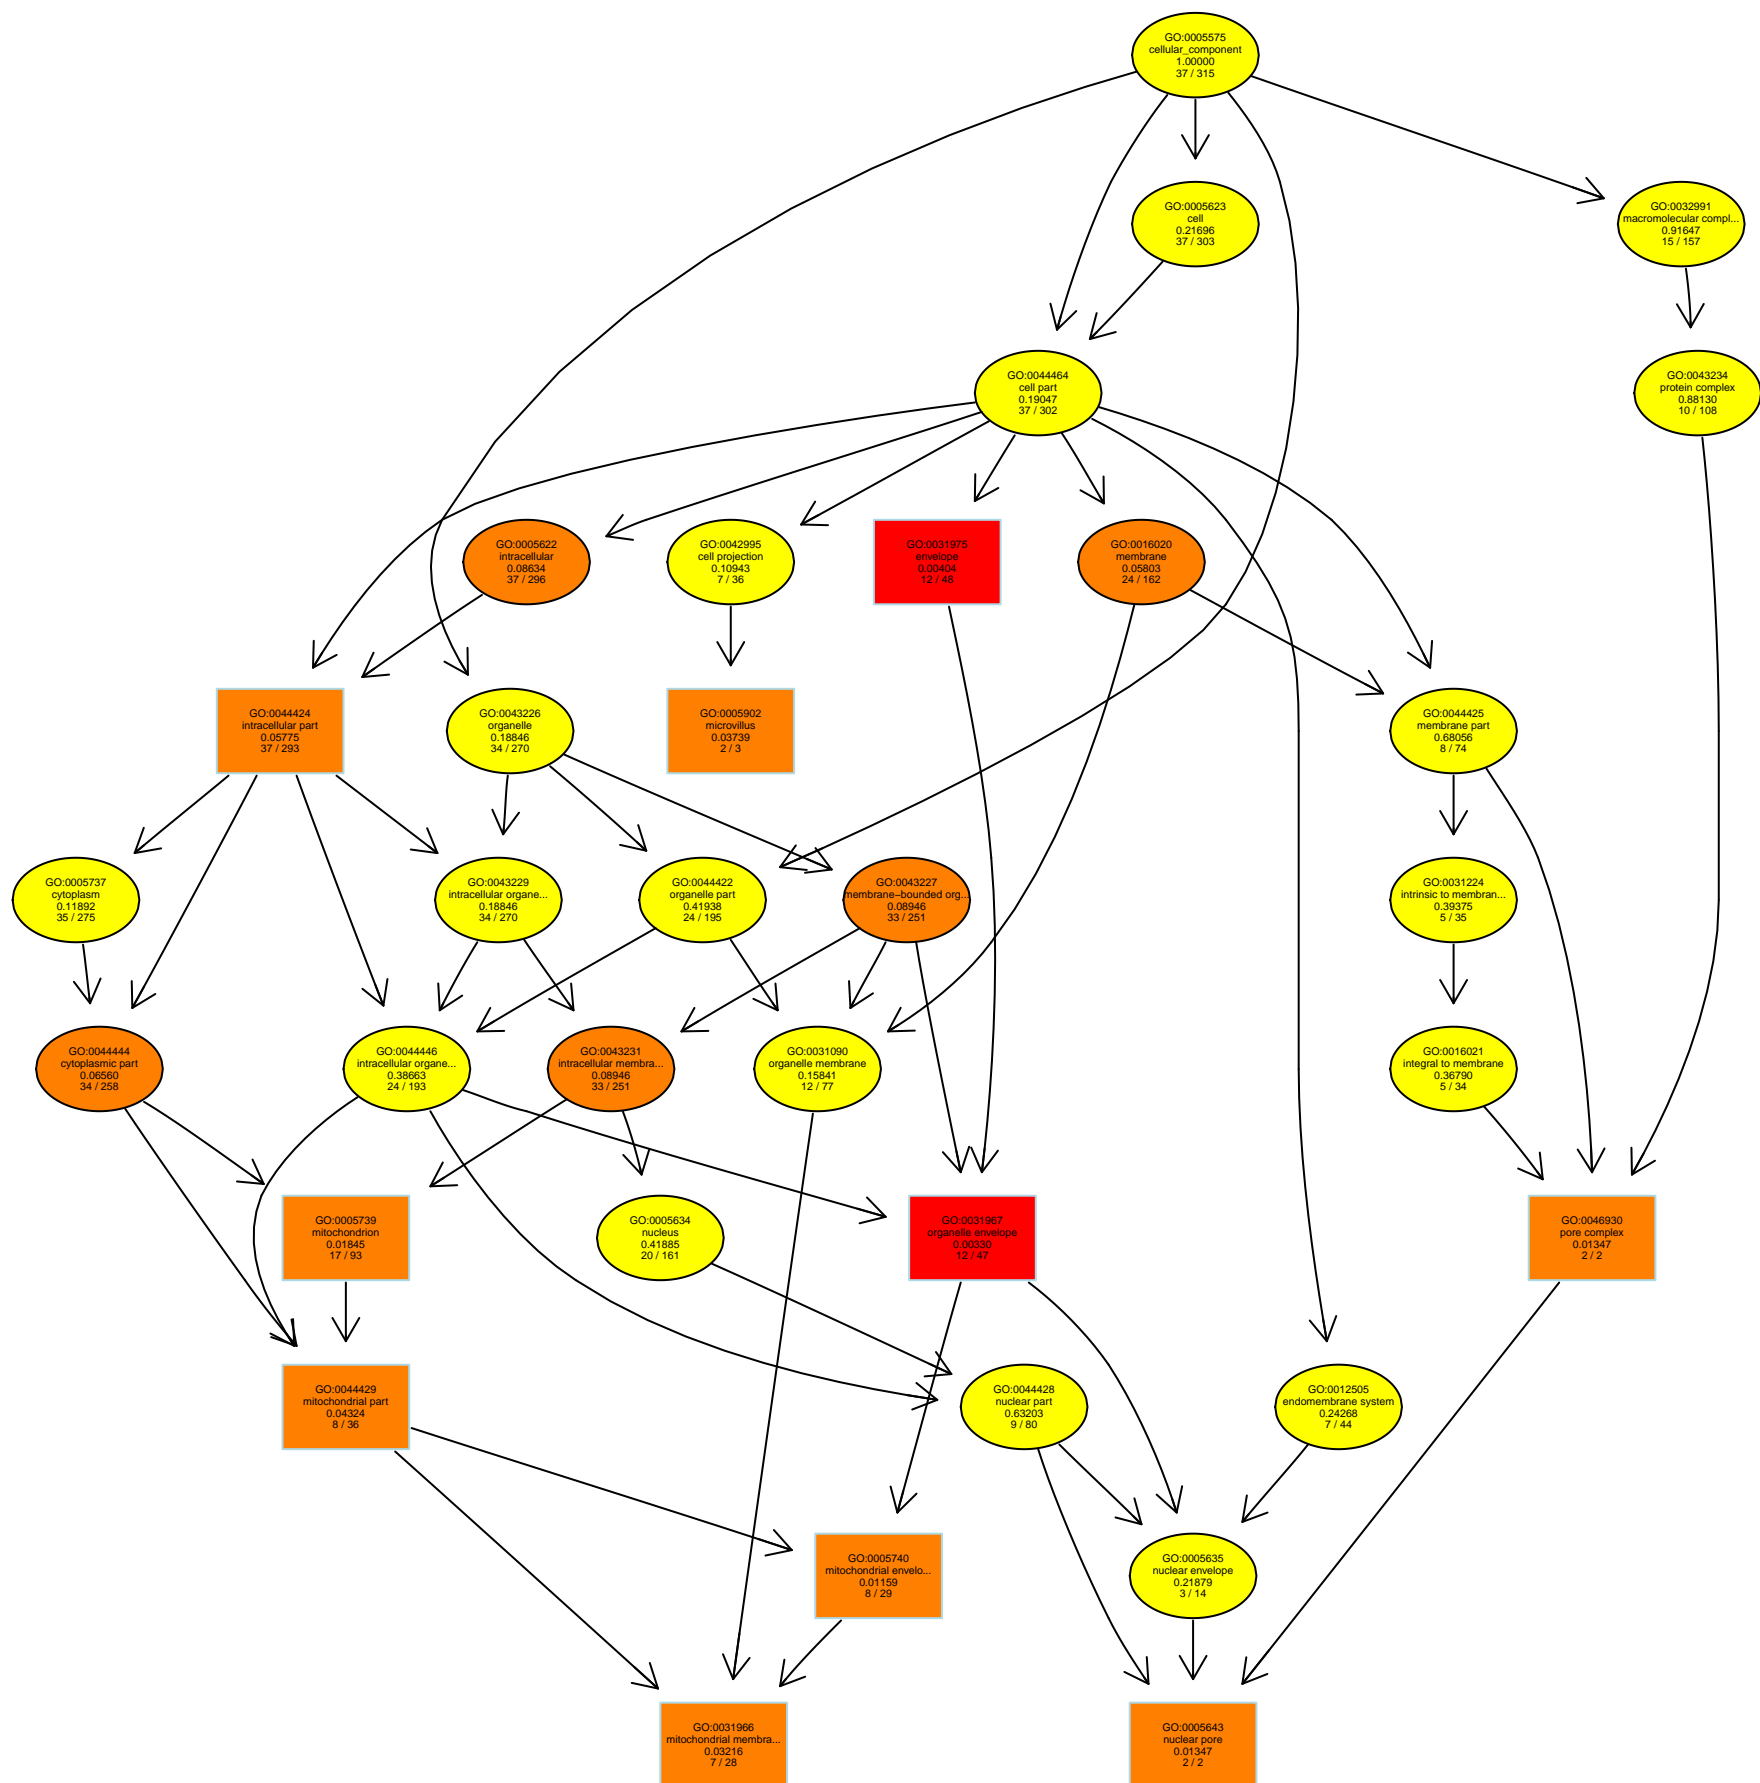 GO:0005575
cellular_component
1.00000
37 / 315
GO:0005623
cell
0.21696
37 / 303
GO:0032991
macromolecular compl...
0.91647
15 / 157
GO:0044464
cell part
0.19047
37 / 302
GO:0043234
protein complex
0.88130
10 / 108
GO:0005622
intracellular
0.08634
37 / 296
GO:0042995
cell projection
0.10943
7 / 36
GO:0031975
envelope
0.00404
12 / 48
GO:0016020
membrane
0.05803
24 / 162
GO:0044424
intracellular part
0.05775
37 / 293
GO:0043226
organelle
0.18846
34 / 270
GO:0005902
microvillus
0.03739
2 / 3
GO:0044425
membrane part
0.68056
8 / 74
GO:0005737
cytoplasm
0.11892
35 / 275
GO:0043229
intracellular organe...
0.18846
34 / 270
GO:0044422
organelle part
0.41938
24 / 195
GO:0043227
membrane−bounded org...
0.08946
33 / 251
GO:0031224
intrinsic to membran...
0.39375
5 / 35
GO:0044444
cytoplasmic part
0.06560
34 / 258
GO:0044446
intracellular organe...
0.38663
24 / 193
GO:0043231
intracellular membra...
0.08946
33 / 251
GO:0031090
organelle membrane
0.15841
12 / 77
GO:0016021
integral to membrane
0.36790
5 / 34
GO:0005739
mitochondrion
0.01845
17 / 93
GO:0005634
nucleus
0.41885
20 / 161
GO:0031967
organelle envelope
0.00330
12 / 47
GO:0046930
pore complex
0.01347
2 / 2
GO:0044429
mitochondrial part
0.04324
8 / 36
GO:0044428
nuclear part
0.63203
9 / 80
GO:0012505
endomembrane system
0.24268
7 / 44
GO:0005740
mitochondrial envelo...
0.01159
8 / 29
GO:0005635
nuclear envelope
0.21879
3 / 14
GO:0031966
mitochondrial membra...
0.03216
7 / 28
GO:0005643
nuclear pore
0.01347
2 / 2